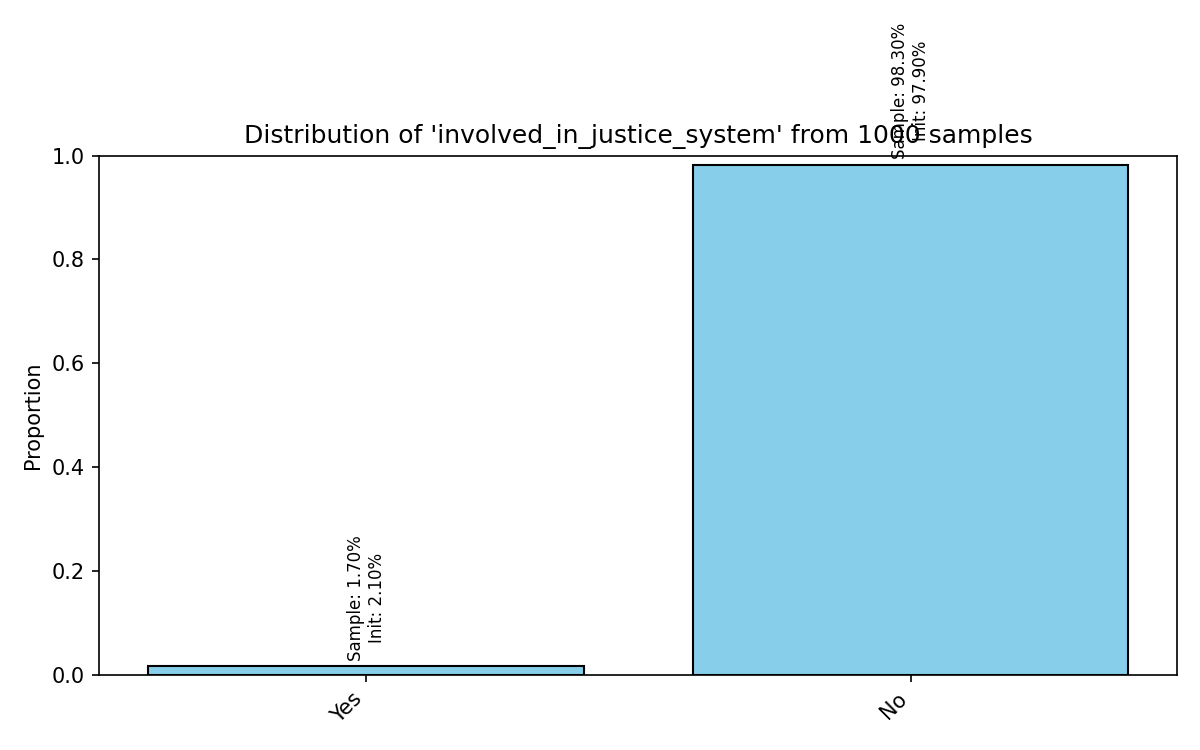 Sample: 98.30%
Init: 97.90%
Distribution of 'involved_in_justice_system' from 1000 samples
1.0
0.8
0.6
0.4
0.2
0.0
Proportion
Sample: 1.70%
Init: 2.10%
Yes
No